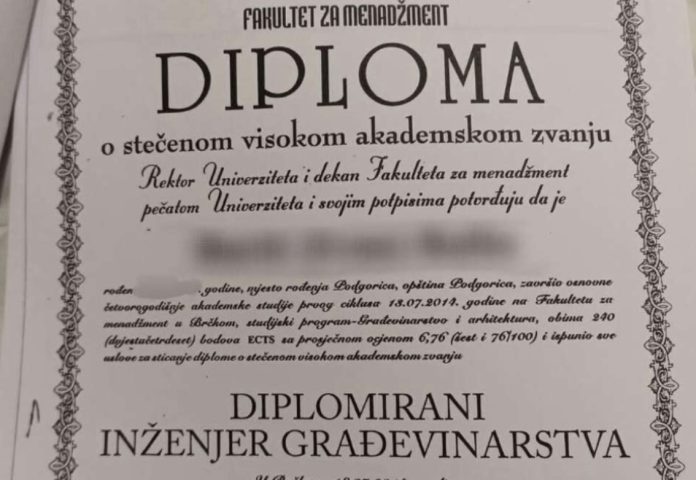 FAKULTET ZA MENADŽMENT
DIPLOMA
o stečenom visokom akademskom zvanju
Rektor Univerziteta i dekan Fakulteta za menadžment
pečatom Univerziteta i svojim potpisima potvrđuju da je
rođen godine, mjesto rođenja Podgorica, opština Podgorica, završio osnovne
četvorogodišnje akademske studije prvog ciklusa 18.07.2014. godine na Fakultetu za
menadžment u Brčkom, studijski program-Građevinarstvo i arhitektura, obima 240
(dvjestačetrdeset) bodova ECTS sa prosječnom ocjenom 6,76 (šest i 76/100) i ispunio sve
uslove za sticanje diplome o stečenom visokom akademskom zvanju
DIPLOMIRANI
INŽENJER GRAĐEVINARSTVA